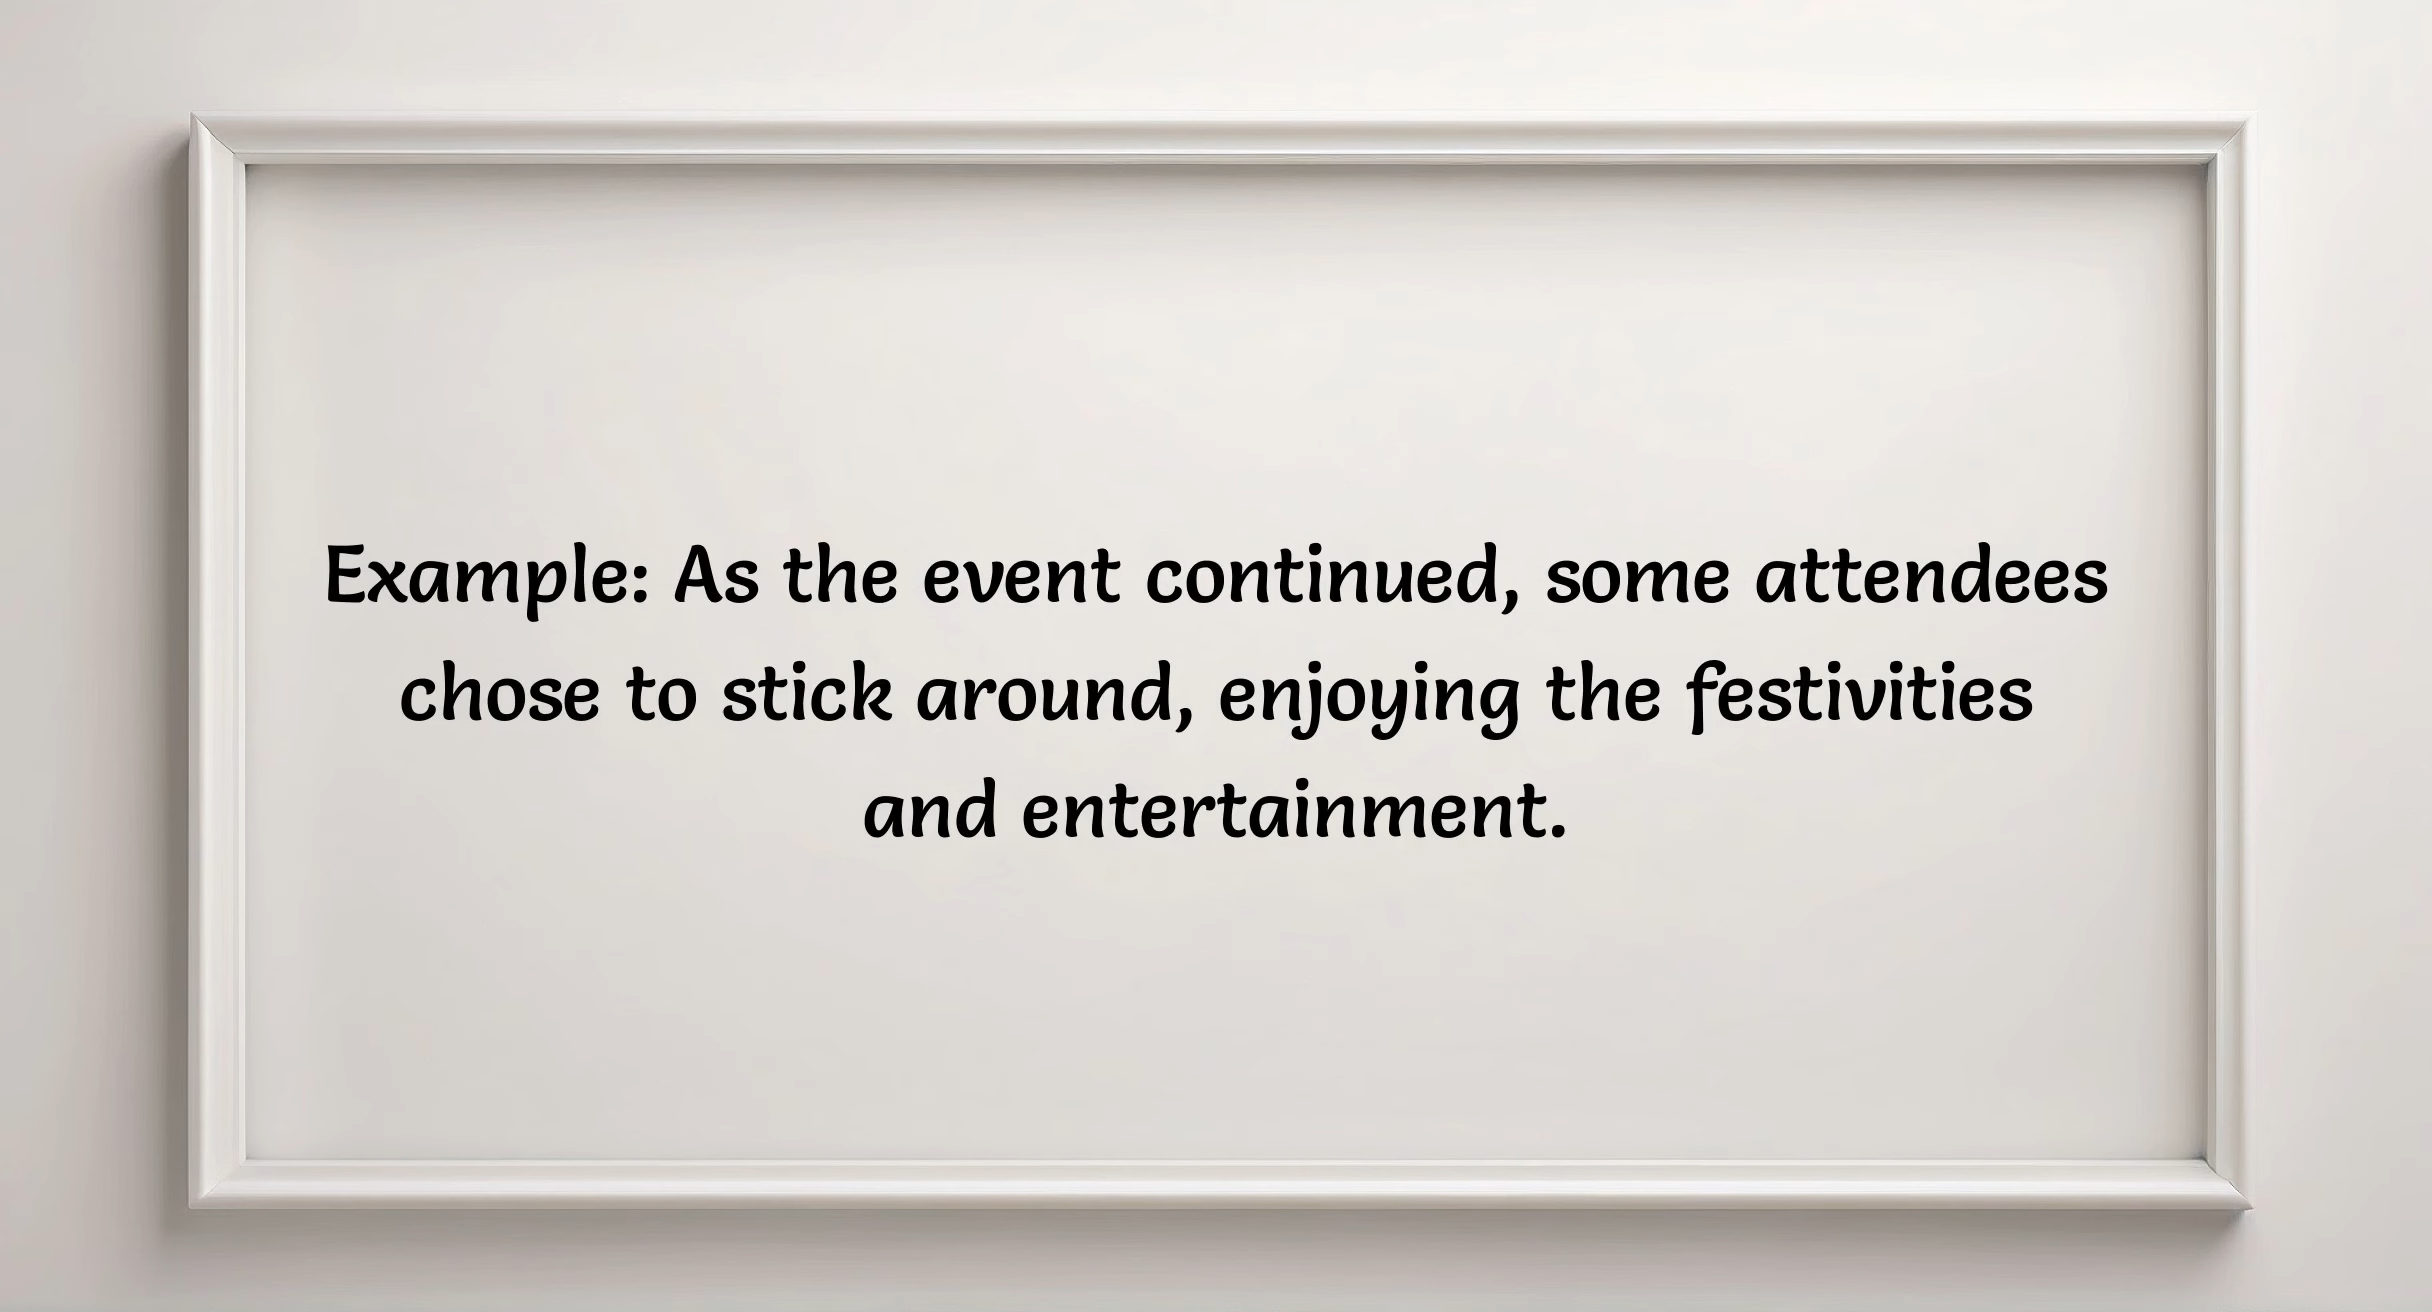 Example: As the event continued, some attendees
chose to stick around, enjoying the festivities
and entertainment.